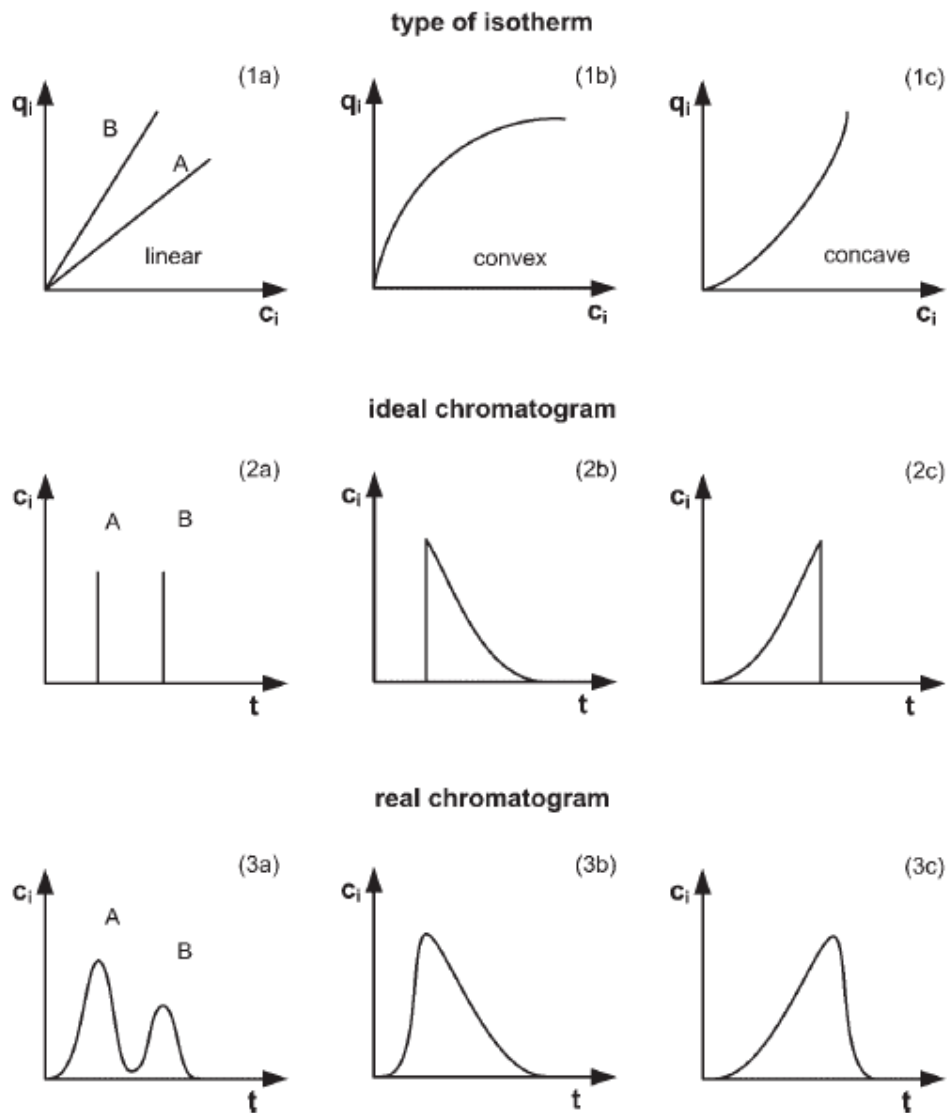 type of isotherm
(1a)
qi
B
A
linear
ci
(1b)
qi
convex
ci
(1c)
qi
concave
ci
ideal chromatogram
(2a)
ci
A
B
t
(2b)
ci
t
(2c)
ci
t
real chromatogram
(3a)
ci
A
B
t
(3b)
ci
t
(3c)
ci
t